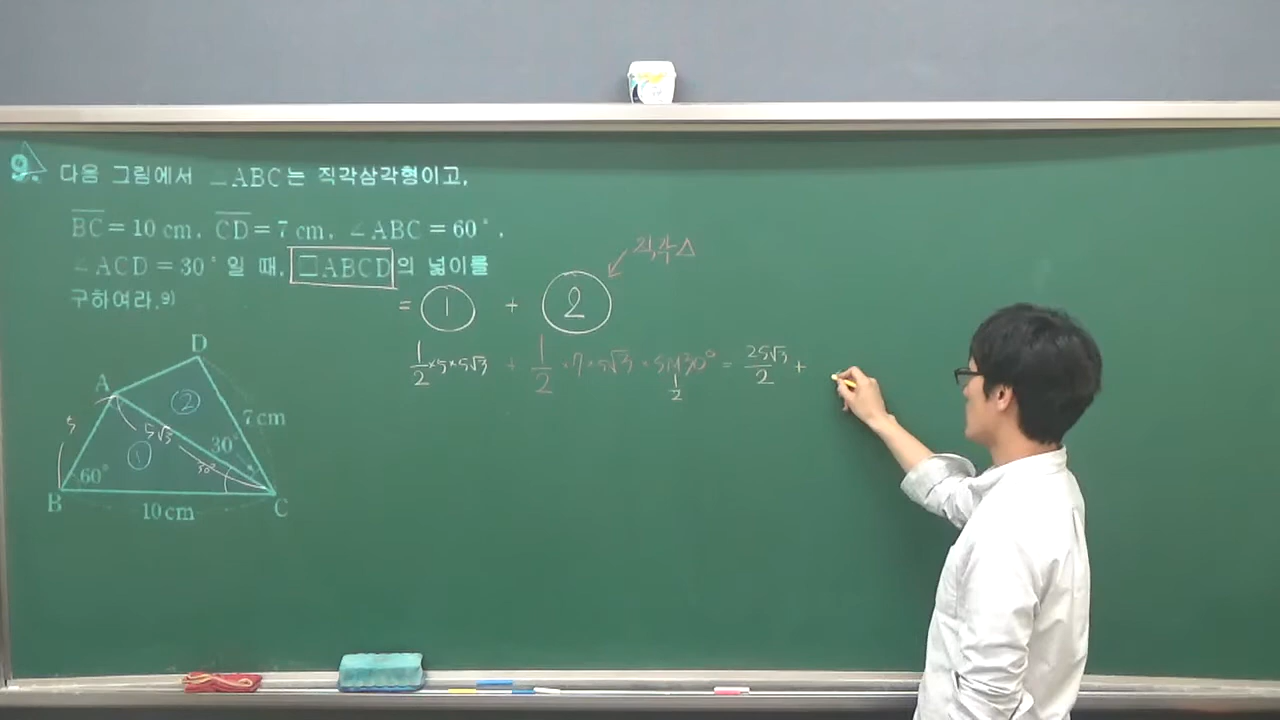 9. 다음 그림에서 △ABC는 직각삼각형이고,
BC = 10 cm, CD = 7 cm, ∠ABC = 60°,
∠ACD = 30°일 때, □ABCD의 넓이를
구하여라.9)
직각△
= ① + ②
1/2 × 5 × 5√3 + 1/2 × 7 × 5√3 × sin30° = 25√3/2 +
1/2
D
A
②
7cm
5
5√3
30°
①
60°
30°
B
C
10cm